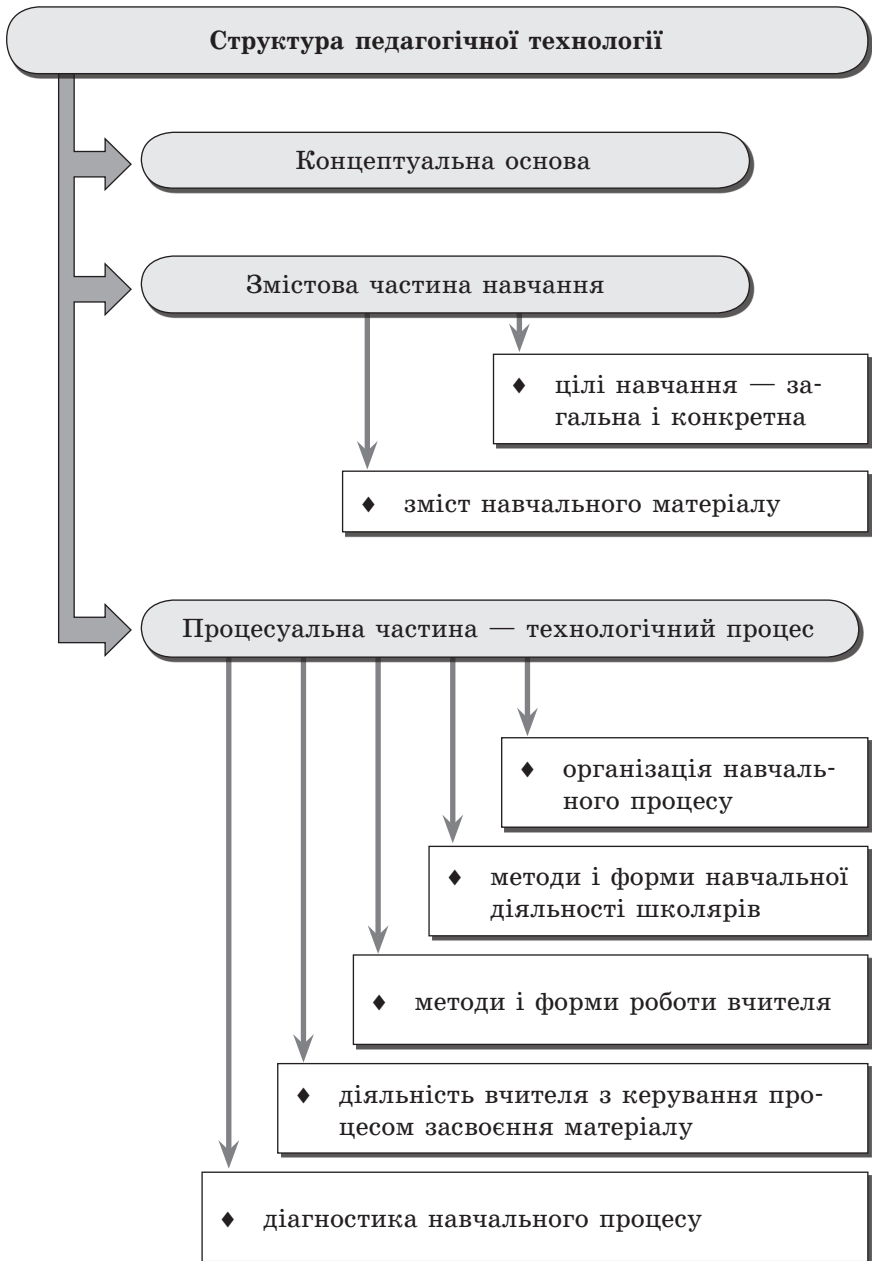 Структура педагогічної технології
Концептуальна основа
Змістова частина навчання
♦ цілі навчання — за-
гальна і конкретна
♦ зміст навчального матеріалу
Процесуальна частина — технологічний процес
♦ організація навчаль-
ного процесу
♦ методи і форми навчальної
діяльності школярів
♦ методи і форми роботи вчителя
♦ діяльність вчителя з керування про-
цесом засвоєння матеріалу
♦ діагностика навчального процесу